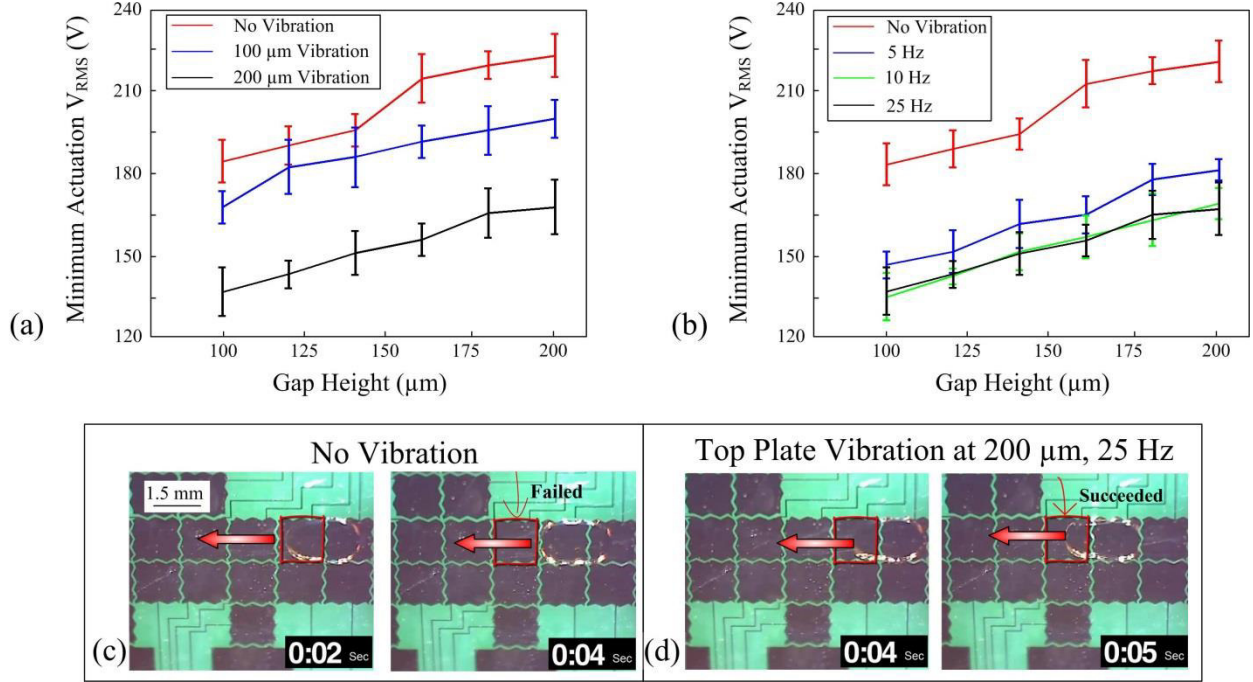 240
210
180
150
120
Minimum Actuation V_RMS (V)
No Vibration
100 µm Vibration
200 µm Vibration
100
125
150
175
200
Gap Height (µm)
(a)
240
210
180
150
120
Minimum Actuation V_RMS (V)
No Vibration
5 Hz
10 Hz
25 Hz
100
125
150
175
200
Gap Height (µm)
(b)
No Vibration
1.5 mm
Failed
(c)
0:02 Sec
0:04 Sec
Top Plate Vibration at 200 µm, 25 Hz
Succeeded
(d)
0:04 Sec
0:05 Sec